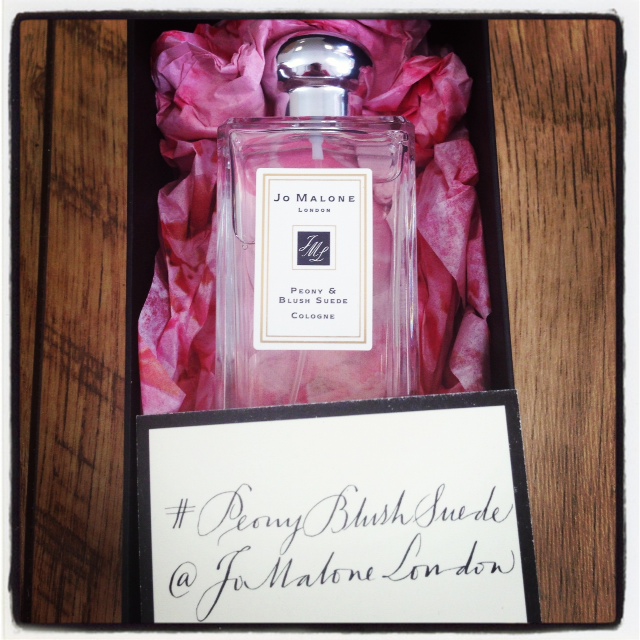 Jo Malone
London
JML
Peony &
Blush Suede
Cologne
#PeonyBlushSuede
@JoMaloneLondon